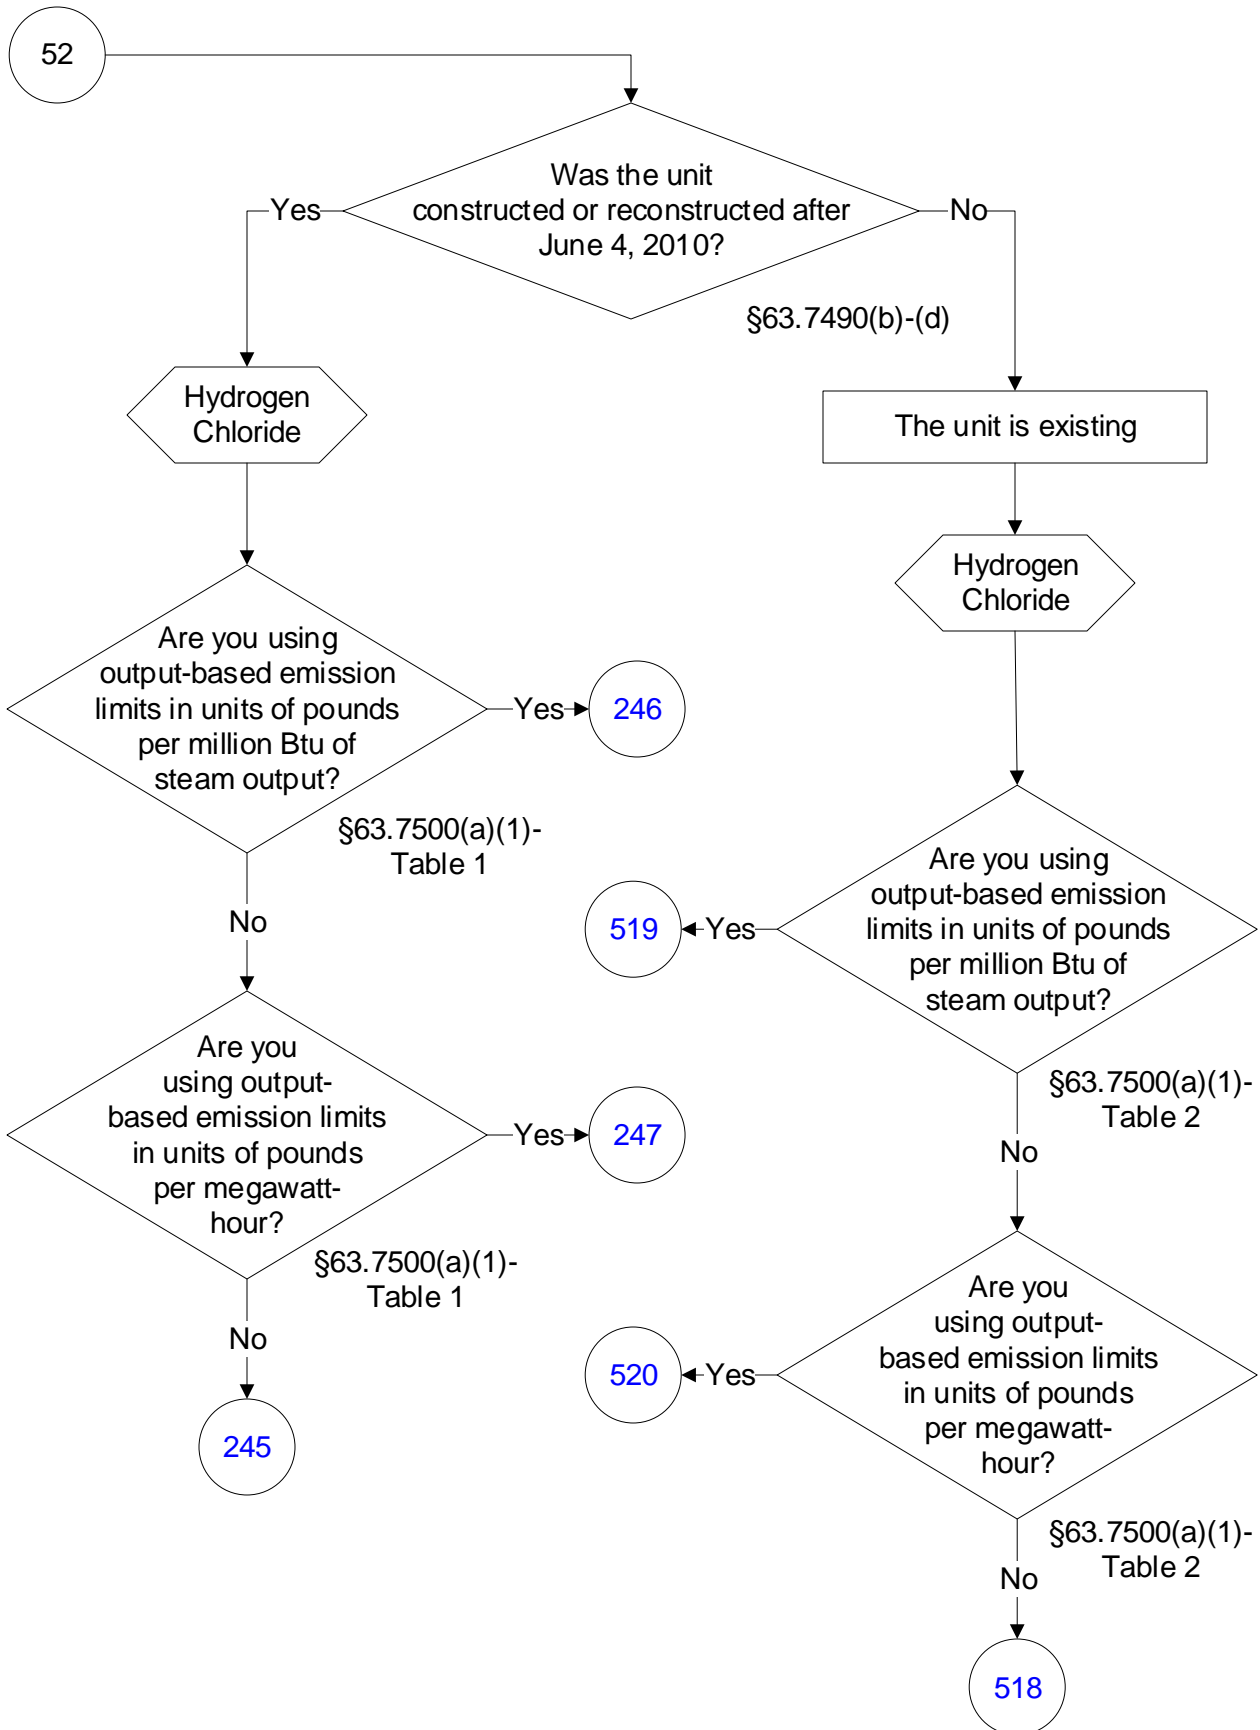 52
Was the unit
constructed or reconstructed after
June 4, 2010?
Yes
No
§63.7490(b)-(d)
Hydrogen
Chloride
The unit is existing
Hydrogen
Chloride
Are you using
output-based emission
limits in units of pounds
per million Btu of
steam output?
Yes
246
§63.7500(a)(1)-
Table 1
No
Are you using
output-based emission
limits in units of pounds
per million Btu of
steam output?
Yes
519
§63.7500(a)(1)-
Table 2
No
Are you
using output-
based emission limits
in units of pounds
per megawatt-
hour?
Yes
247
§63.7500(a)(1)-
Table 1
No
245
Are you
using output-
based emission limits
in units of pounds
per megawatt-
hour?
Yes
520
§63.7500(a)(1)-
Table 2
No
518